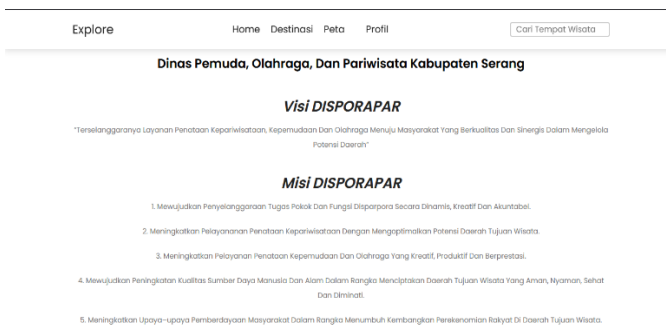 Explore Home Destinasi Peta Profil Cari Tempat Wisata
Dinas Pemuda, Olahraga, Dan Pariwisata Kabupaten Serang
Visi DISPORAPAR
"Terselanggaranya Layanan Penataan Kepariwisataan, Kepemudaan Dan Olahraga Menuju Masyarakat Yang Berkualitas Dan Sinergis Dalam Mengelola
Potensi Daerah"
Misi DISPORAPAR
1. Mewujudkan Penyelanggaraan Tugas Pokok Dan Fungsi Disparpora Secara Dinamis, Kreatif Dan Akuntabel.
2. Meningkatkan Pelayananan Penataan Kepariwisataan Dengan Mengoptimalkan Potensi Daerah Tujuan Wisata.
3. Meningkatkan Pelayanan Penataan Kepemudaan Dan Olahraga Yang Kreatif, Produktif Dan Berprestasi.
4. Mewujudkan Peningkatan Kualitas Sumber Daya Manusia Dan Alam Dalam Rangka Menciptakan Daerah Tujuan Wisata Yang Aman, Nyaman, Sehat
Dan Diminati.
5. Meningkatkan Upaya-upaya Pemberdayaan Masyarakat Dalam Rangka Menumbuh Kembangkan Perekenomian Rakyat Di Daerah Tujuan Wisata.